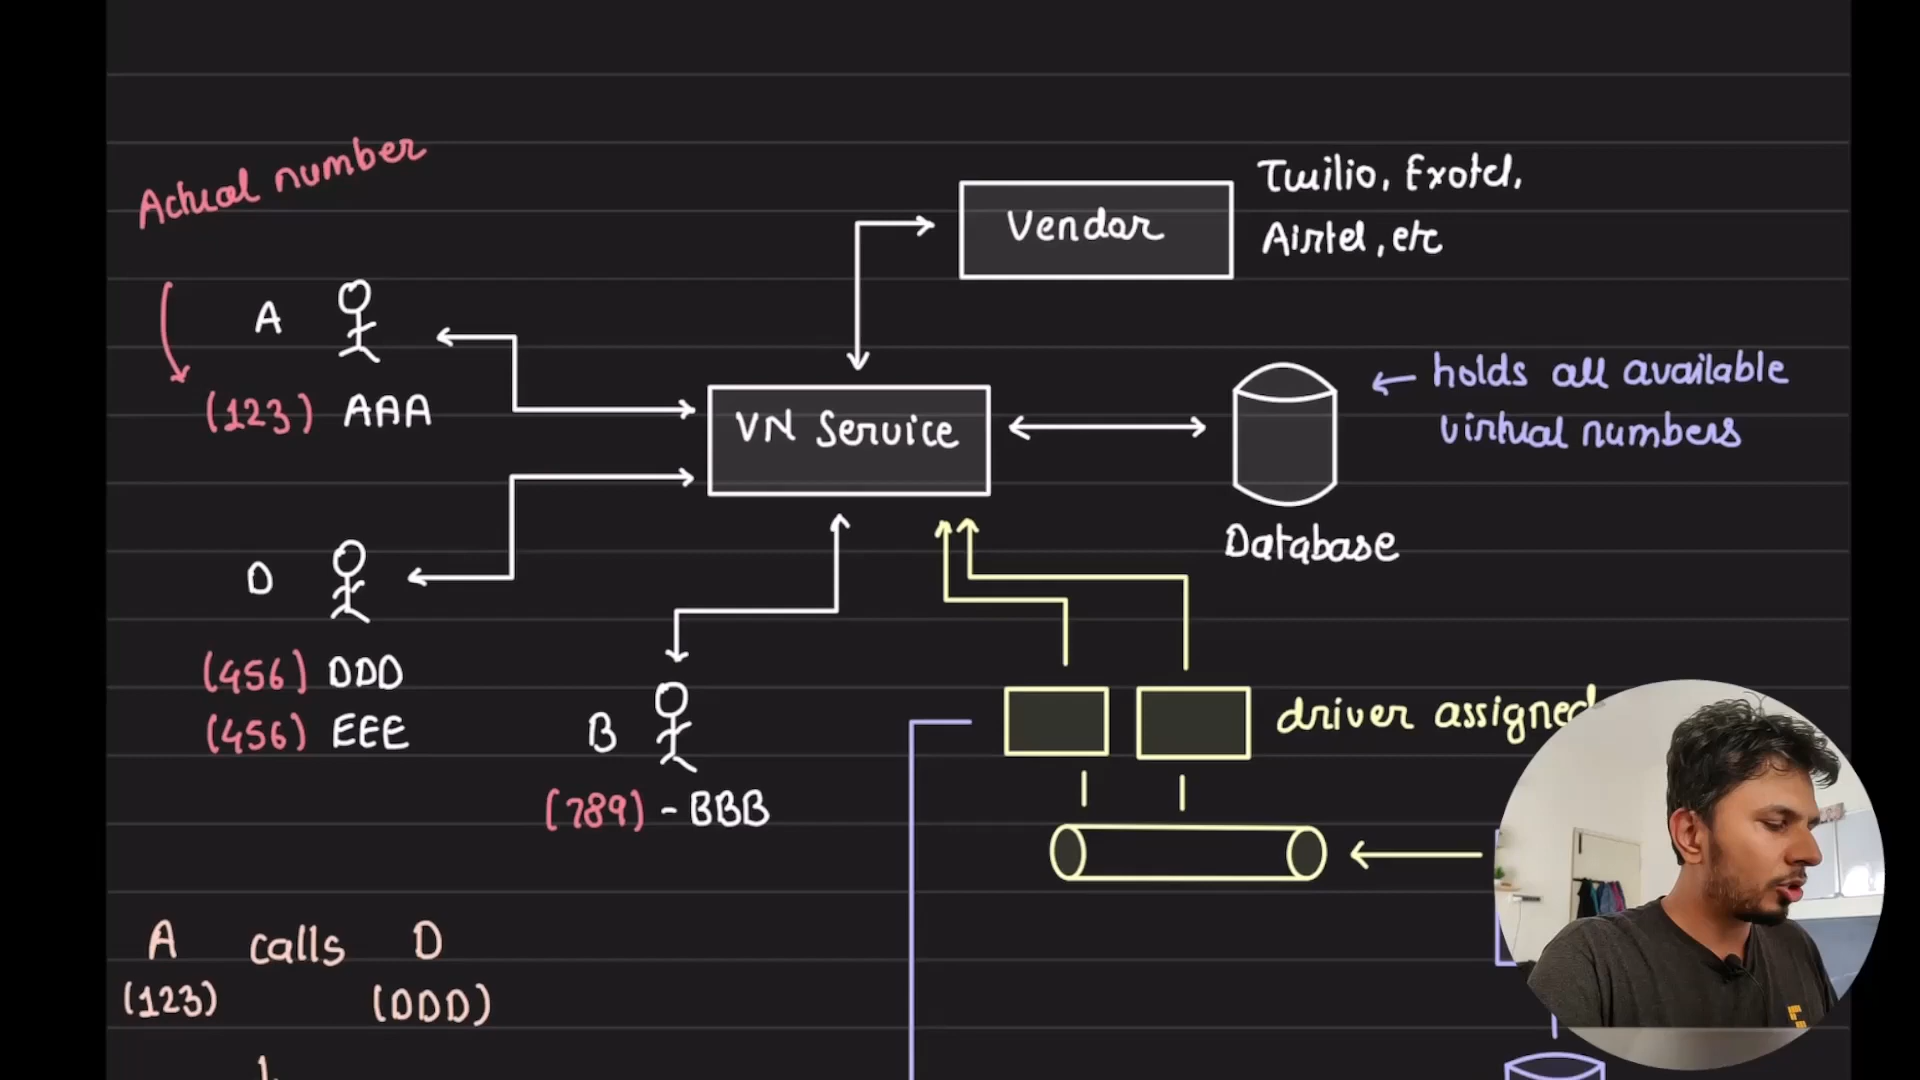 Actual number
Vendor
Twilio, Exotel,
Airtel, etc
A
(123) AAA
VN Service
← holds all available
virtual numbers
Database
D
(456) DDD
(456) EEE
B
(789) - BBB
driver assigned
A calls D
(123) (DDD)